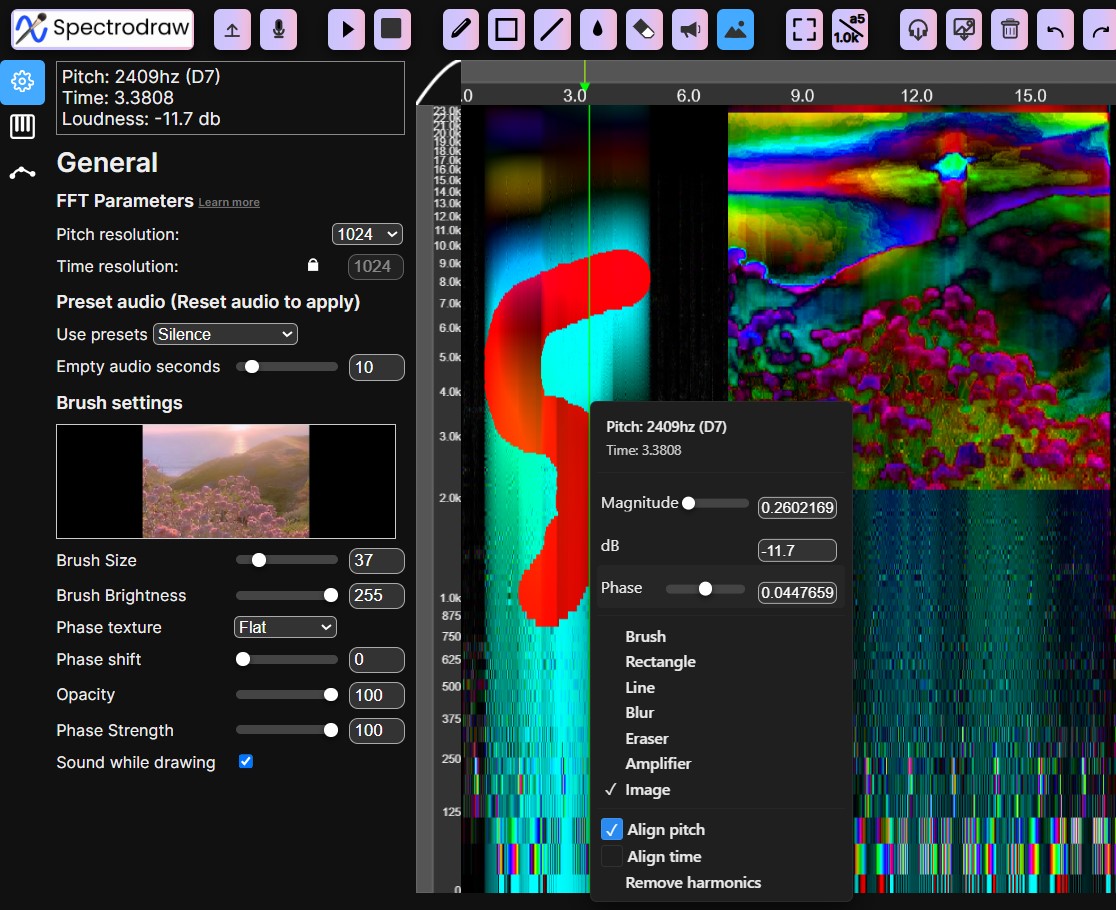 Spectrodraw
a5
1.0k
Pitch: 2409hz (D7)
Time: 3.3808
Loudness: -11.7 db
General
FFT Parameters Learn more
Pitch resolution: 1024
Time resolution: 1024
Preset audio (Reset audio to apply)
Use presets Silence
Empty audio seconds 10
Brush settings
Brush Size 37
Brush Brightness 255
Phase texture Flat
Phase shift 0
Opacity 100
Phase Strength 100
Sound while drawing
.0 3.0 6.0 9.0 12.0 15.0
23.0k
22.0k
21.0k
20.0k
19.0k
18.0k
17.0k
16.0k
15.0k
14.0k
13.0k
12.0k
11.0k
10.0k
9.0k
8.0k
7.0k
6.0k
5.0k
4.0k
3.0k
2.0k
1.0k
875
750
625
500
375
250
125
0
Pitch: 2409hz (D7)
Time: 3.3808
Magnitude 0.2602169
dB -11.7
Phase 0.0447659
Brush
Rectangle
Line
Blur
Eraser
Amplifier
✓ Image
Align pitch
Align time
Remove harmonics